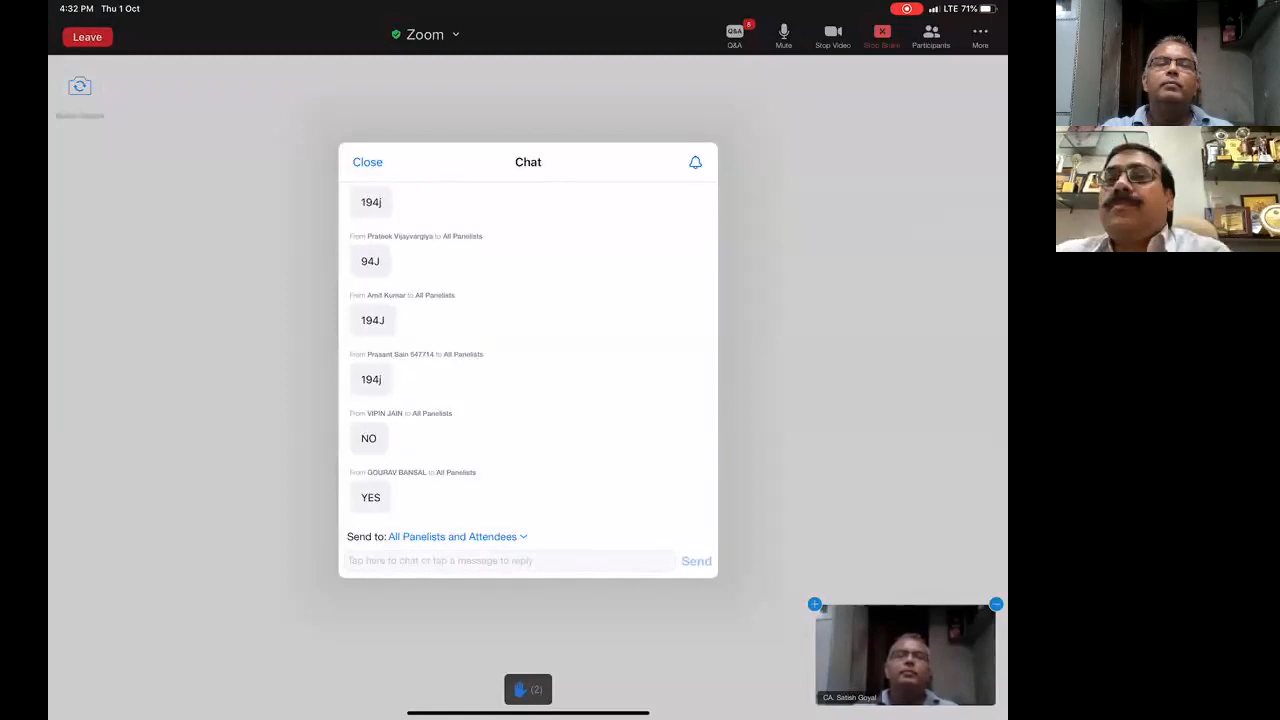 4:32 PM Thu 1 Oct
LTE 71%
Leave
Zoom
Q&A
5
Q&A
Mute
Stop Video
Participants
More
Close
Chat
194j
From Prateek Vijayvargiya to All Panelists
94J
From Amit Kumar to All Panelists
194J
From Prasant Sain 547714 to All Panelists
194j
From VIPIN JAIN to All Panelists
NO
From GOURAV BANSAL to All Panelists
YES
Send to: All Panelists and Attendees
Tap here to chat or tap a message to reply
Send
CA. Satish Goyal
(2)